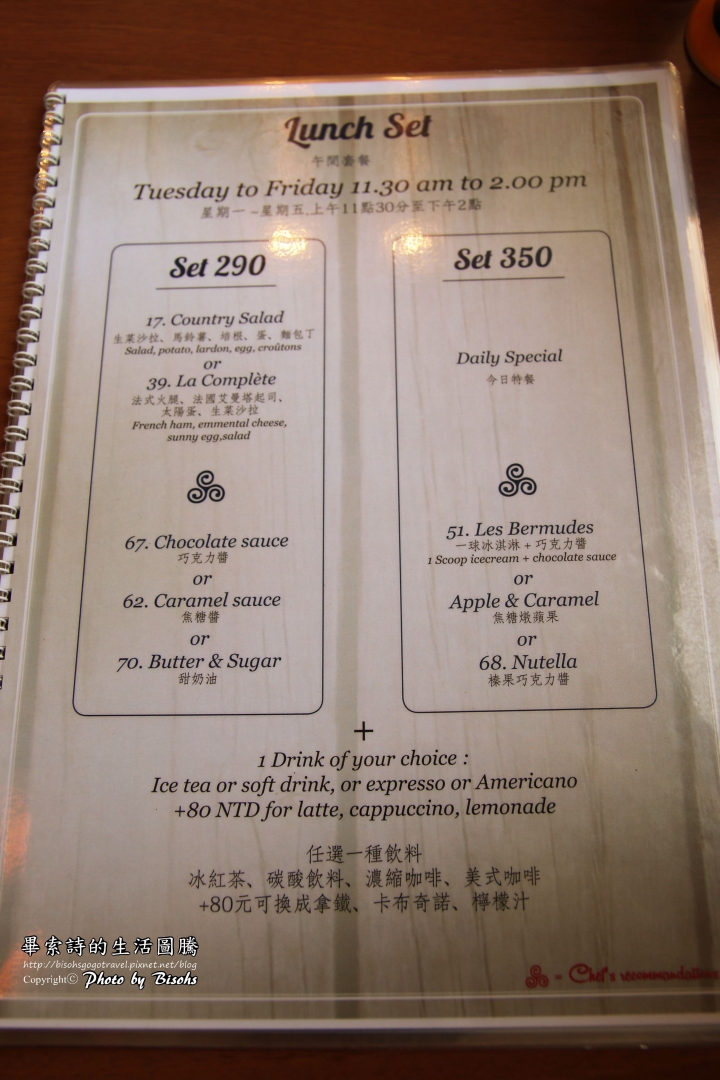 Lunch Set
午間套餐
Tuesday to Friday 11.30 am to 2.00 pm
星期一 ~星期五,上午11點30分至下午2點
Set 290
17. Country Salad
生菜沙拉、馬鈴薯、培根、蛋、麵包丁
Salad, potato, lardon, egg, croûtons
or
39. La Complète
法式火腿、法國艾曼塔起司、
太陽蛋、生菜沙拉
French ham, emmental cheese,
sunny egg,salad
67. Chocolate sauce
巧克力醬
or
62. Caramel sauce
焦糖醬
or
70. Butter & Sugar
甜奶油
Set 350
Daily Special
今日特餐
51. Les Bermudes
一球冰淇淋 + 巧克力醬
1 Scoop icecream + chocolate sauce
or
Apple & Caramel
焦糖燉蘋果
or
68. Nutella
榛果巧克力醬
+
1 Drink of your choice :
Ice tea or soft drink, or expresso or Americano
+80 NTD for latte, cappuccino, lemonade
任選一種飲料
冰紅茶、碳酸飲料、濃縮咖啡、美式咖啡
+80元可換成拿鐵、卡布奇諾、檸檬汁
= Chef's recommendations
畢索詩的生活圖騰
http://bisohsgogotravel.pixnet.net/blog
Copyright© Photo by Bisohs